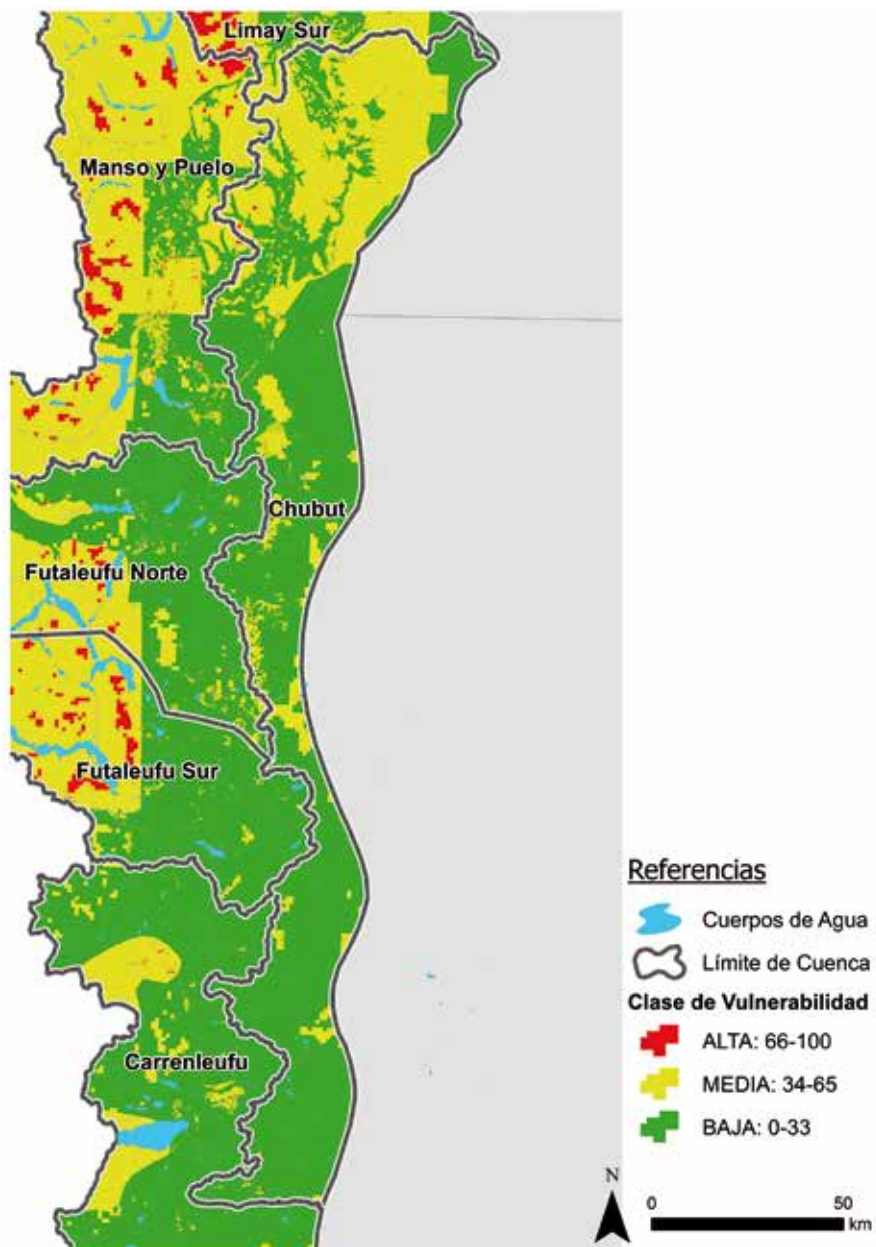 Limay Sur
Manso y Puelo
Chubut
Futaleufu Norte
Futaleufu Sur
Carrenleufu
Referencias
Cuerpos de Agua
Límite de Cuenca
Clase de Vulnerabilidad
ALTA: 66-100
MEDIA: 34-65
BAJA: 0-33
N
0 50
km